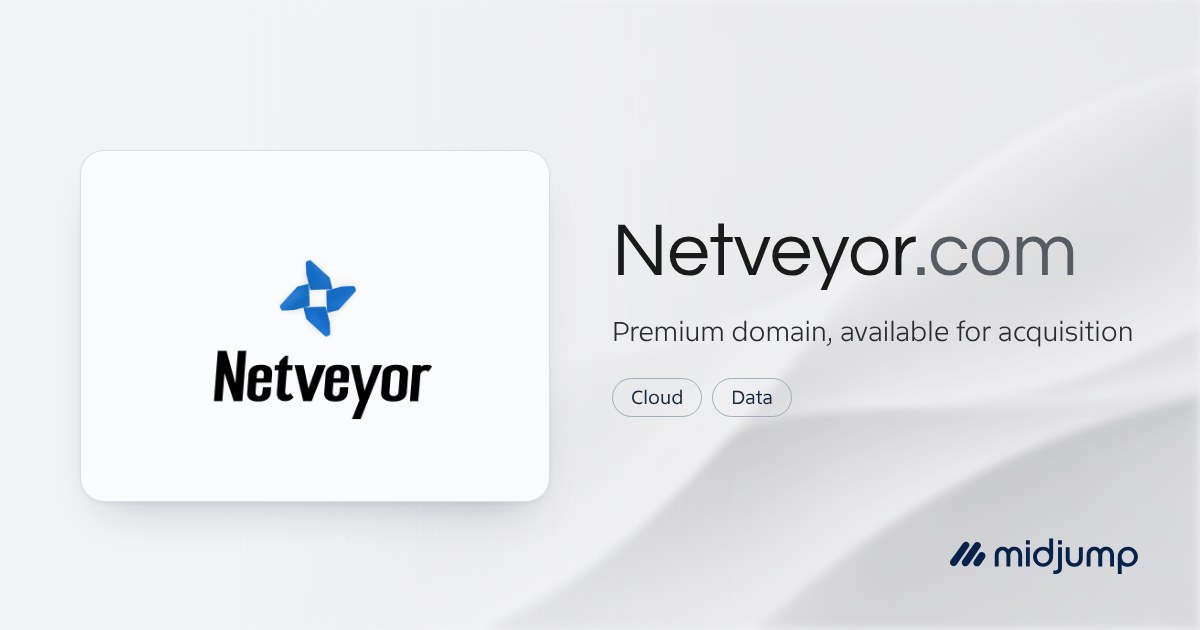 Netveyor
Netveyor.com
Premium domain, available for acquisition
Cloud
Data
midjump